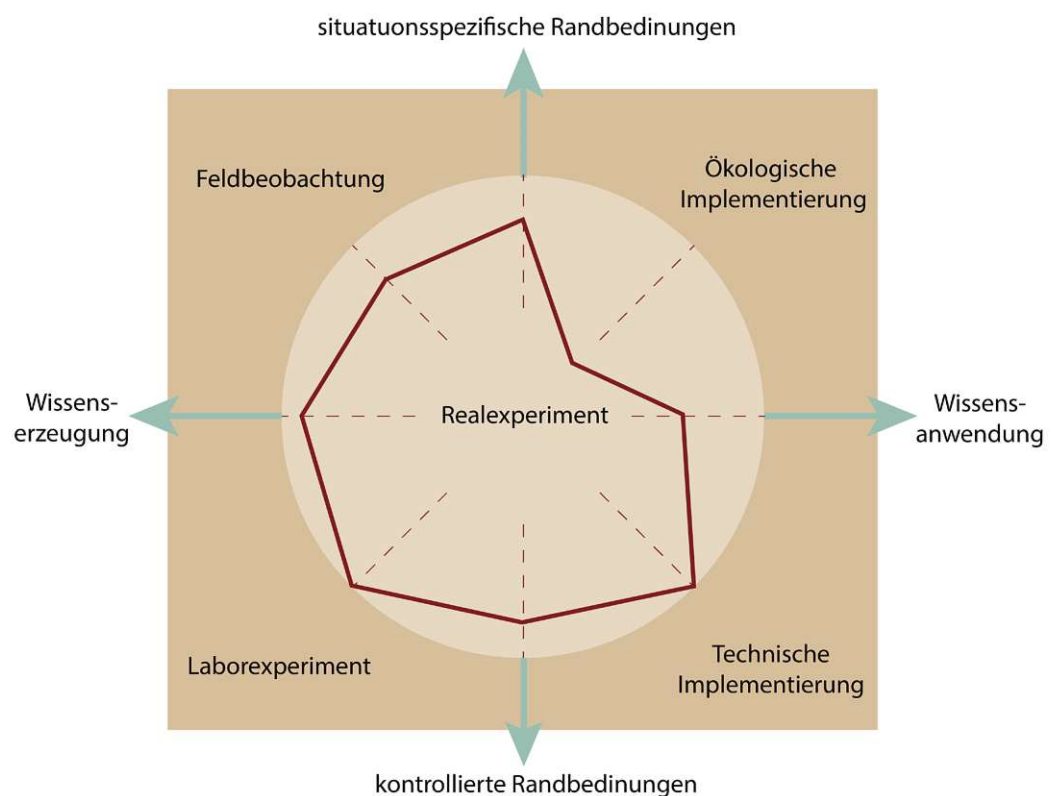 situatuonsspezifische Randbedinungen
Feldbeobachtung
Ökologische
Implementierung
Wissens-
erzeugung
Realexperiment
Wissens-
anwendung
Laborexperiment
Technische
Implementierung
kontrollierte Randbedinungen